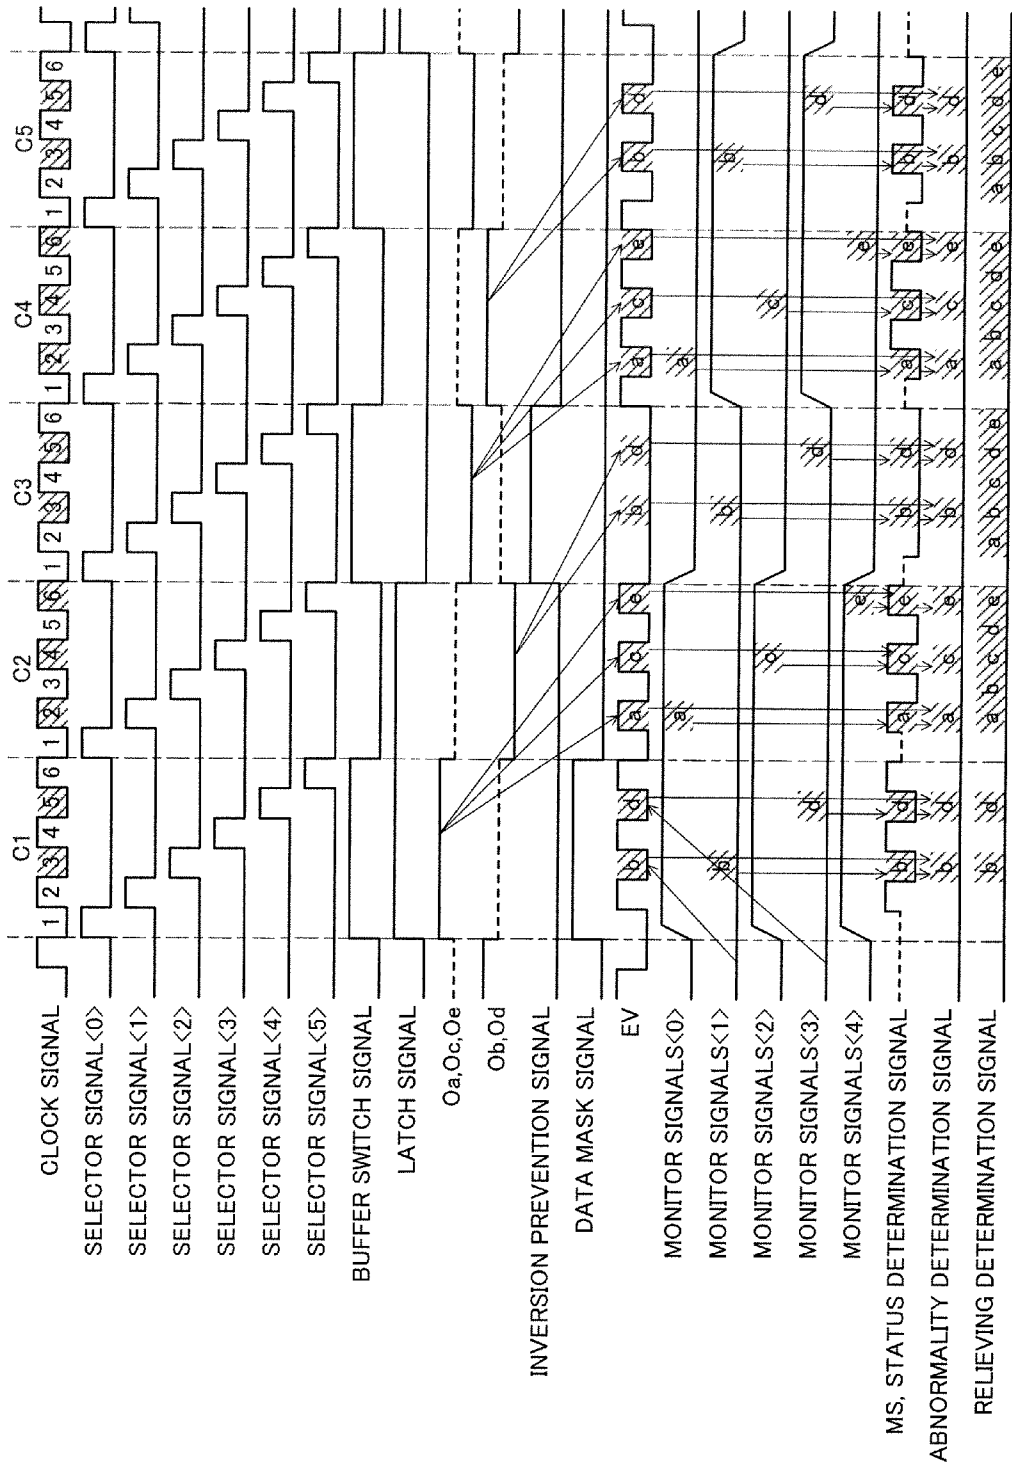 C1 C2 C3 C4 C5
CLOCK SIGNAL 1 2 3 4 5 6 1 2 3 4 5 6 1 2 3 4 5 6 1 2 3 4 5 6 1 2 3 4 5 6
SELECTOR SIGNAL<0>
SELECTOR SIGNAL<1>
SELECTOR SIGNAL<2>
SELECTOR SIGNAL<3>
SELECTOR SIGNAL<4>
SELECTOR SIGNAL<5>
BUFFER SWITCH SIGNAL
LATCH SIGNAL
Oa,Oc,Oe
Ob,Od
INVERSION PREVENTION SIGNAL
DATA MASK SIGNAL
EV b d a c e b d a c e b d
MONITOR SIGNALS<0> a a
MONITOR SIGNALS<1> b b b
MONITOR SIGNALS<2> c c
MONITOR SIGNALS<3> d d d
MONITOR SIGNALS<4> e e
MS, STATUS DETERMINATION SIGNAL b d a c e b d a c e b d
ABNORMALITY DETERMINATION SIGNAL b d a c e b d a c e b d
RELIEVING DETERMINATION SIGNAL b d a b c d e a b c d e a b c d e a b c d e